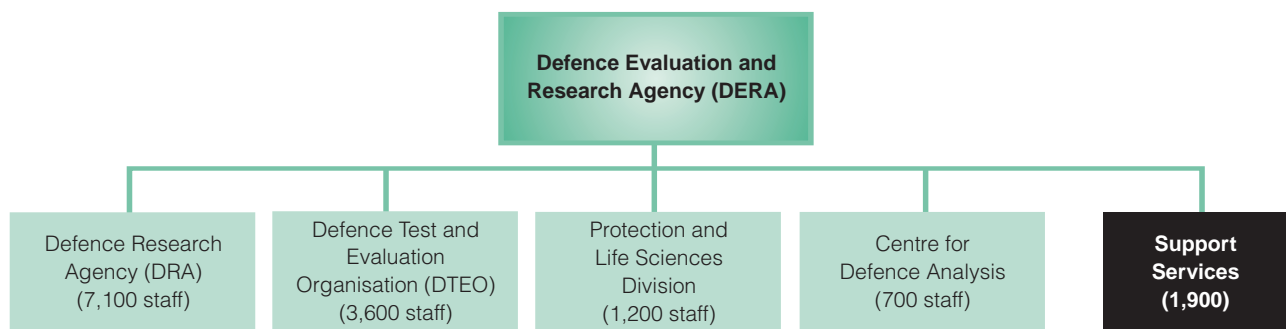 Defence Evaluation and
Research Agency (DERA)
Defence Research
Agency (DRA)
(7,100 staff)
Defence Test and
Evaluation
Organisation (DTEO)
(3,600 staff)
Protection and
Life Sciences
Division
(1,200 staff)
Centre for
Defence Analysis
(700 staff)
Support
Services
(1,900)